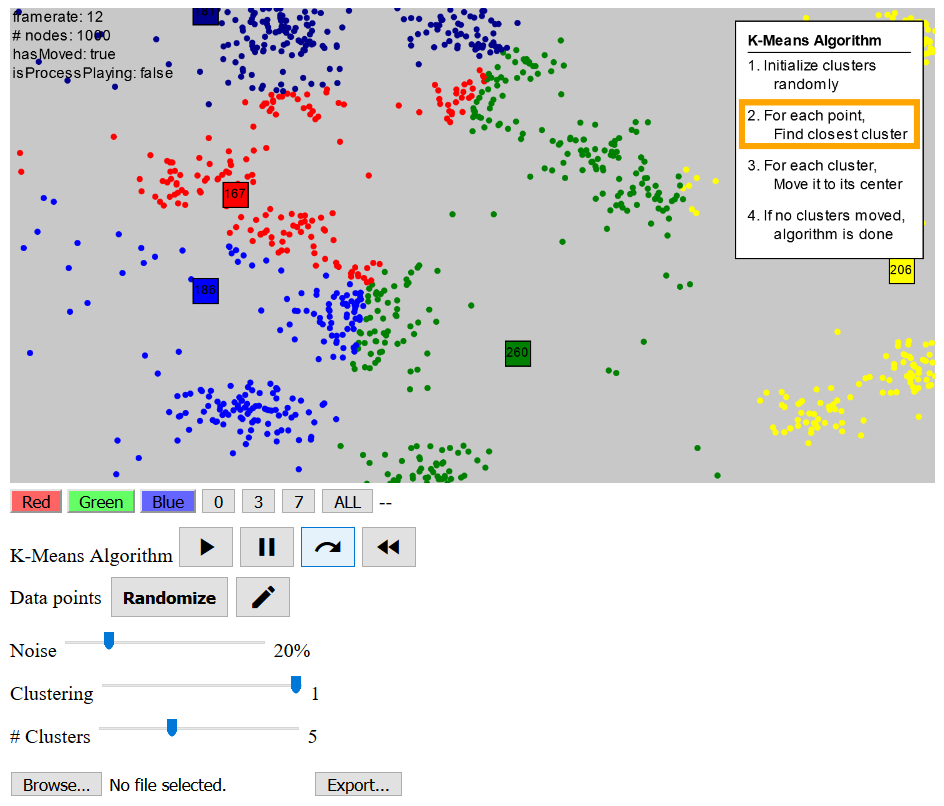 framerate: 12
# nodes: 1000
hasMoved: true
isProcessPlaying: false
K-Means Algorithm
1. Initialize clusters
randomly
2. For each point,
Find closest cluster
3. For each cluster,
Move it to its center
4. If no clusters moved,
algorithm is done
167
186
206
260
Red Green Blue 0 3 7 ALL --
K-Means Algorithm
Data points Randomize
Noise 20%
Clustering 1
# Clusters 5
Browse... No file selected. Export...